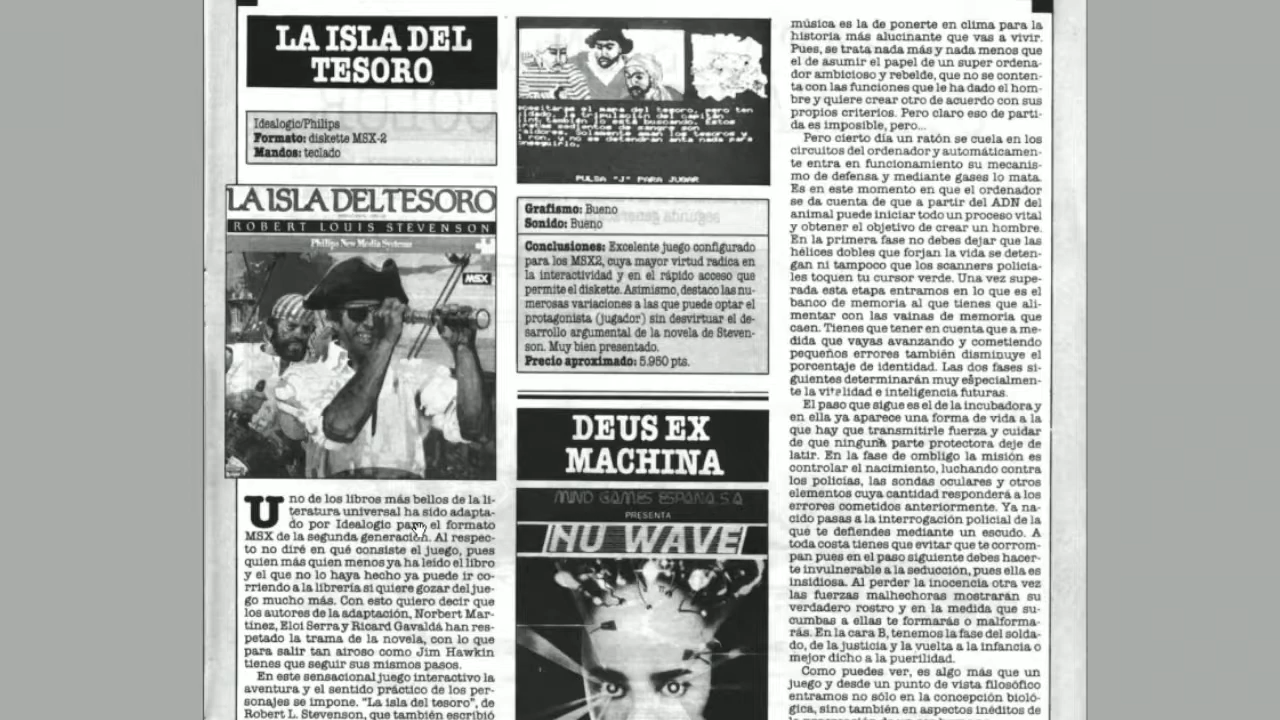 LA ISLA DEL
TESORO
Idealogic/Philips
Formato: diskette MSX-2
Mandos: teclado
LA ISLA DEL TESORO
ROBERT LOUIS STEVENSON
Philips New Media Systems
MSX
Uno de los libros más bellos de la li-
teratura universal ha sido adapta-
do por Idealogic para el formato
MSX de la segunda generación. Al respec-
to no diré en qué consiste el juego, pues
quien más quien menos ya ha leído el libro
y el que no lo haya hecho ya puede ir co-
rriendo a la librería si quiere gozar del jue-
go mucho más. Con esto quiero decir que
los autores de la adaptación, Norbert Mar-
tínez, Eloi Serra y Ricard Gavaldá han res-
petado la trama de la novela, con lo que
para salir tan airoso como Jim Hawkin
tienes que seguir sus mismos pasos.
En este sensacional juego interactivo la
aventura y el sentido práctico de los per-
sonajes se impone. "La isla del tesoro", de
Robert L. Stevenson, que también escribió
el mapa del tesoro, pero ten
la tripulación del capitán
lo está buscando. Estos
sedientos de sangre son
PULSA "J" PARA JUGAR
Grafismo: Bueno
Sonido: Bueno
Conclusiones: Excelente juego configurado
para los MSX2, cuya mayor virtud radica en
la interactividad y en el rápido acceso que
permite el diskette. Asimismo, destaco las nu-
merosas variaciones a las que puede optar el
protagonista (jugador) sin desvirtuar el de-
sarrollo argumental de la novela de Steven-
son. Muy bien presentado.
Precio aproximado: 5.950 pts.
DEUS EX
MACHINA
MIND GAMES ESPAÑA, S.A
PRESENTA
NU WAVE
música es la de ponerte en clima para la
historia más alucinante que vas a vivir.
Pues, se trata nada más y nada menos que
el de asumir el papel de un super ordena-
dor ambicioso y rebelde, que no se conten-
ta con las funciones que le ha dado el hom-
bre y quiere crear otro de acuerdo con sus
propios criterios. Pero claro eso de parti-
da es imposible, pero...
Pero cierto día un ratón se cuela en los
circuitos del ordenador y automáticamen-
te entra en funcionamiento su mecanis-
mo de defensa y mediante gases lo mata.
Es en este momento en que el ordenador
se da cuenta de que a partir del ADN del
animal puede iniciar todo un proceso vital
y obtener el objetivo de crear un hombre.
En la primera fase no debes dejar que las
hélices dobles que forjan la vida se deten-
gan ni tampoco que los scanners policia-
les toquen tu cursor verde. Una vez supe-
rada esta etapa entramos en lo que es el
banco de memoria al que tienes que ali-
mentar con las vainas de memoria que
caen. Tienes que tener en cuenta que a me-
dida que vayas avanzando y cometiendo
pequeños errores también disminuye el
porcentaje de identidad. Las dos fases si-
guientes determinarán muy especialmen-
te la vitalidad e inteligencia futuras.
El paso que sigue es el de la incubadora y
en ella ya aparece una forma de vida a la
que hay que transmitirle fuerza y cuidar
de que ninguna parte protectora deje de
latir. En la fase de ombligo la misión es
controlar el nacimiento, luchando contra
los policías, las sondas oculares y otros
elementos cuya cantidad responderá a los
errores cometidos anteriormente. Ya na-
cido pasas a la interrogación policial de la
que te defiendes mediante un escudo. A
toda costa tienes que evitar que te corrom-
pan pues en el paso siguiente debes hacer-
te invulnerable a la seducción, pues ella es
insidiosa. Al perder la inocencia otra vez
las fuerzas malhechoras mostrarán su
verdadero rostro y en la medida que su-
cumbas a ellas te formarás o malforma-
rás. En la cara B, tenemos la fase del solda-
do, de la justicia y la vuelta a la infancia o
mejor dicho a la puerilidad.
Como puedes ver, es algo más que un
juego y desde un punto de vista filosófico
entramos no sólo en la concepción bioló-
gica, sino también en aspectos inéditos de